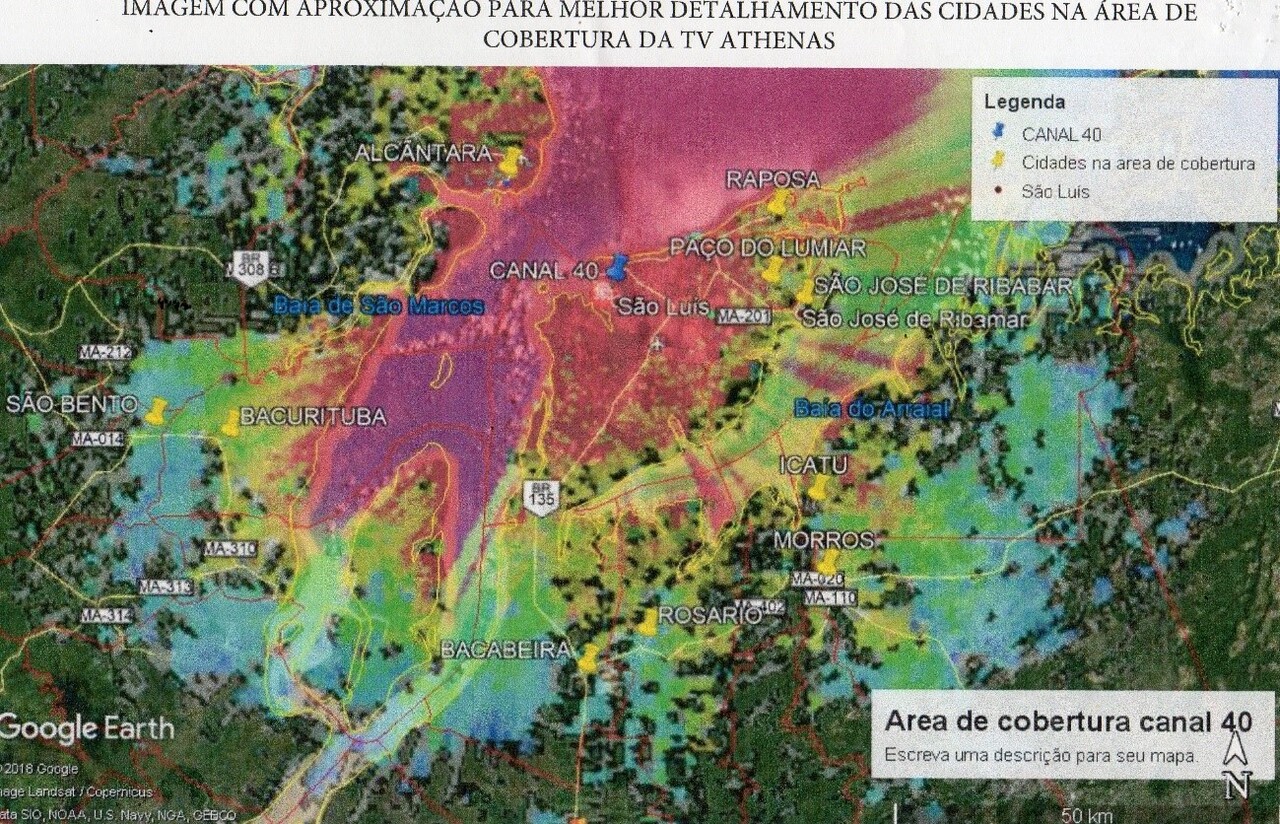 IMAGEM COM APROXIMAÇÃO PARA MELHOR DETALHAMENTO DAS CIDADES NA ÁREA DE
COBERTURA DA TV ATHENAS
Legenda
CANAL 40
Cidades na area de cobertura
São Luís
ALCÂNTARA
RAPOSA
PAÇO DO LUMIAR
BR
308
CANAL 40
SÃO JOSÉ DE RIBABAR
Baia de São Marcos
São Luís
MA-201
São José de Ribamar
MA-212
SÃO BENTO
BACURITUBA
Baia do Arraial
MA-014
ICATU
BR
135
MORROS
MA-310
MA-020
MA-313
MA-110
MA-402
MA-314
ROSARIO
BACABEIRA
Area de cobertura canal 40
Escreva uma descrição para seu mapa.
Google Earth
©2018 Google
mage Landsat / Copernicus
ata SIO, NOAA, U.S. Navy, NGA, GEBCO
N
50 km